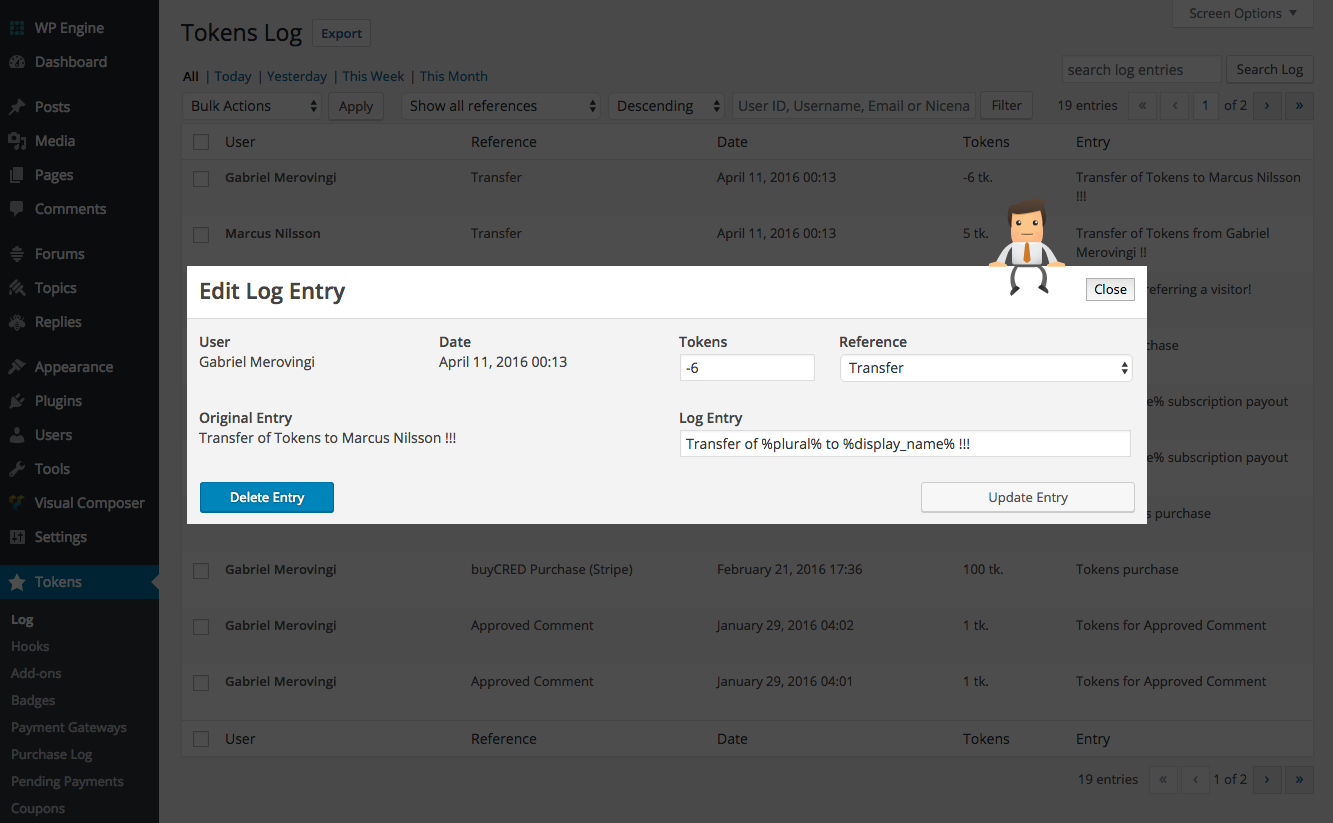 WP Engine
Dashboard
Posts
Media
Pages
Comments
Forums
Topics
Replies
Appearance
Plugins
Users
Tools
Visual Composer
Settings
Tokens
Log
Hooks
Add-ons
Badges
Payment Gateways
Purchase Log
Pending Payments
Coupons
Screen Options ▼
Tokens Log Export
All | Today | Yesterday | This Week | This Month
search log entries Search Log
Bulk Actions Apply Show all references Descending User ID, Username, Email or Nicena Filter 19 entries « ‹ 1 of 2 › »
User Reference Date Tokens Entry
Gabriel Merovingi Transfer April 11, 2016 00:13 -6 tk. Transfer of Tokens to Marcus Nilsson
!!!
Marcus Nilsson Transfer April 11, 2016 00:13 5 tk. Transfer of Tokens from Gabriel
Merovingi !!
Edit Log Entry Close
referring a visitor!
User Date Tokens Reference
Gabriel Merovingi April 11, 2016 00:13 -6 Transfer
chase
e% subscription payout
Original Entry Log Entry
Transfer of Tokens to Marcus Nilsson !!! Transfer of %plural% to %display_name% !!!
e% subscription payout
Delete Entry Update Entry
s purchase
Gabriel Merovingi buyCRED Purchase (Stripe) February 21, 2016 17:36 100 tk. Tokens purchase
Gabriel Merovingi Approved Comment January 29, 2016 04:02 1 tk. Tokens for Approved Comment
Gabriel Merovingi Approved Comment January 29, 2016 04:01 1 tk. Tokens for Approved Comment
User Reference Date Tokens Entry
19 entries « ‹ 1 of 2 › »